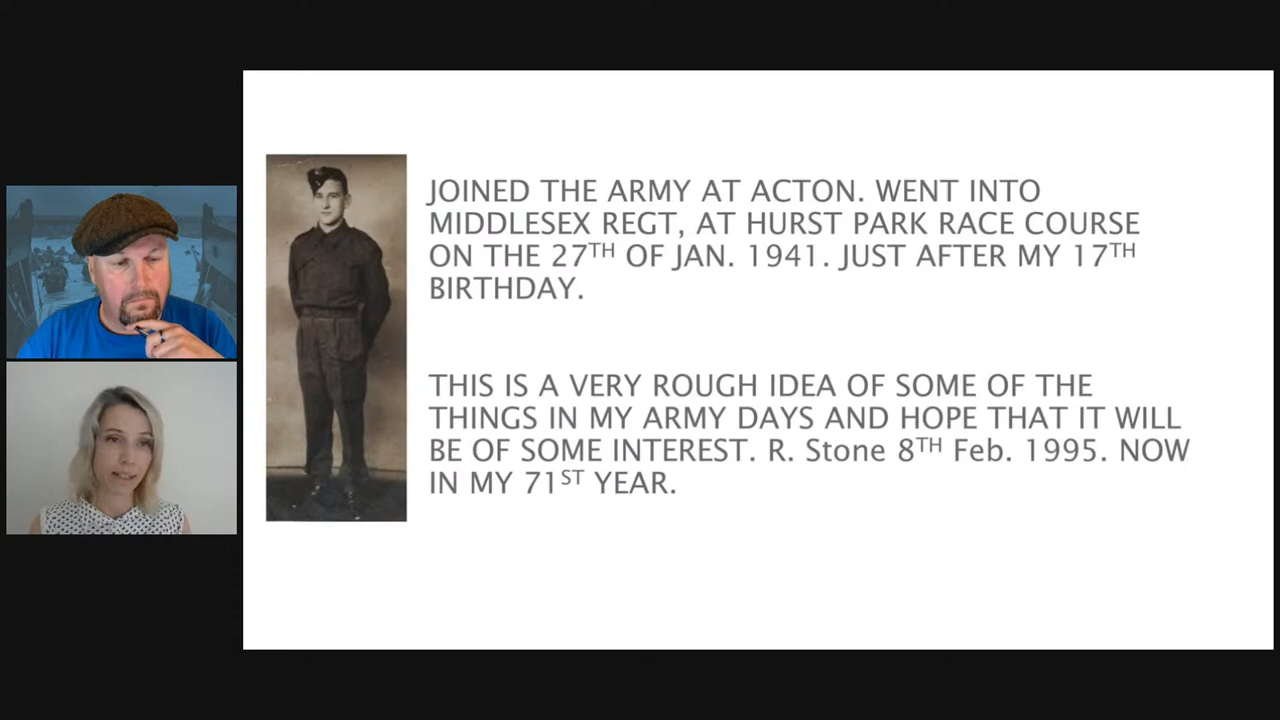 JOINED THE ARMY AT ACTON. WENT INTO
MIDDLESEX REGT, AT HURST PARK RACE COURSE
ON THE 27TH OF JAN. 1941. JUST AFTER MY 17TH
BIRTHDAY.
THIS IS A VERY ROUGH IDEA OF SOME OF THE
THINGS IN MY ARMY DAYS AND HOPE THAT IT WILL
BE OF SOME INTEREST. R. Stone 8TH Feb. 1995. NOW
IN MY 71ST YEAR.